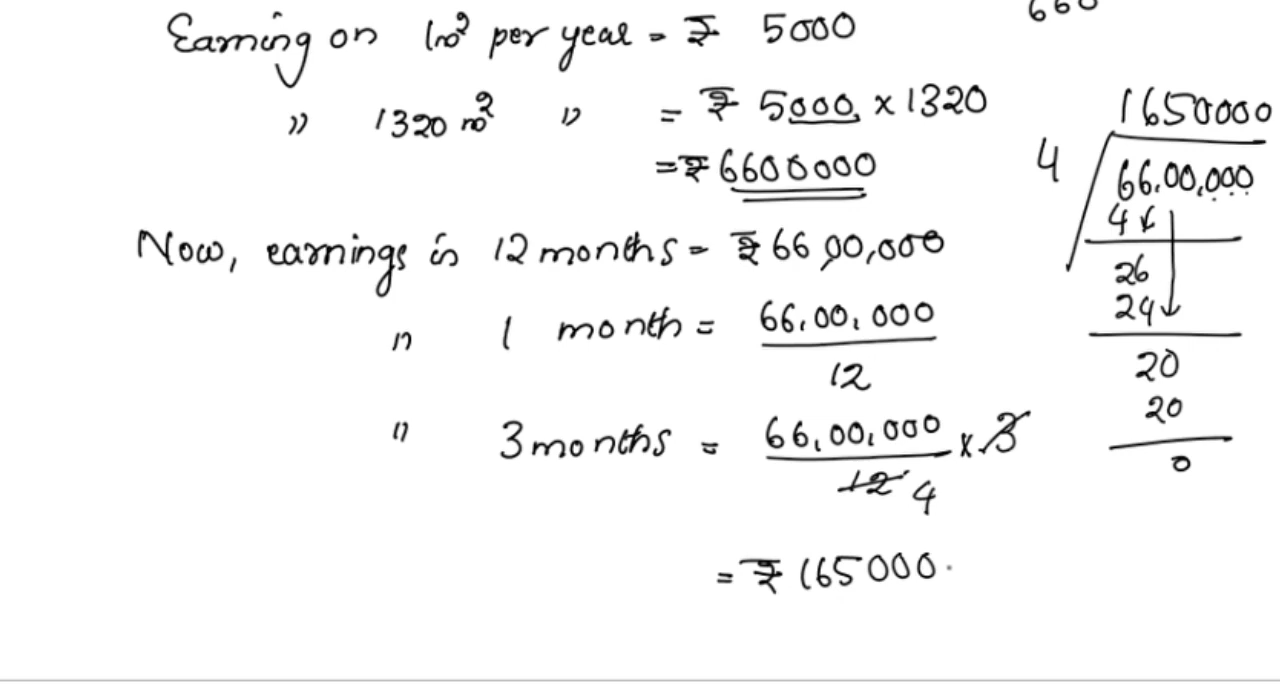 Earning on 1m² per year = ₹ 5000
660
" 1320 m² " = ₹ 5000 × 1320
= ₹ 6600000
Now, earnings in 12 months = ₹ 66,00,000
" 1 month = 66,00,000
12
" 3 months = 66,00,000 × 3
12 4
= ₹ 165000.
1650000
4 66,00,000
4
26
24
20
20
0